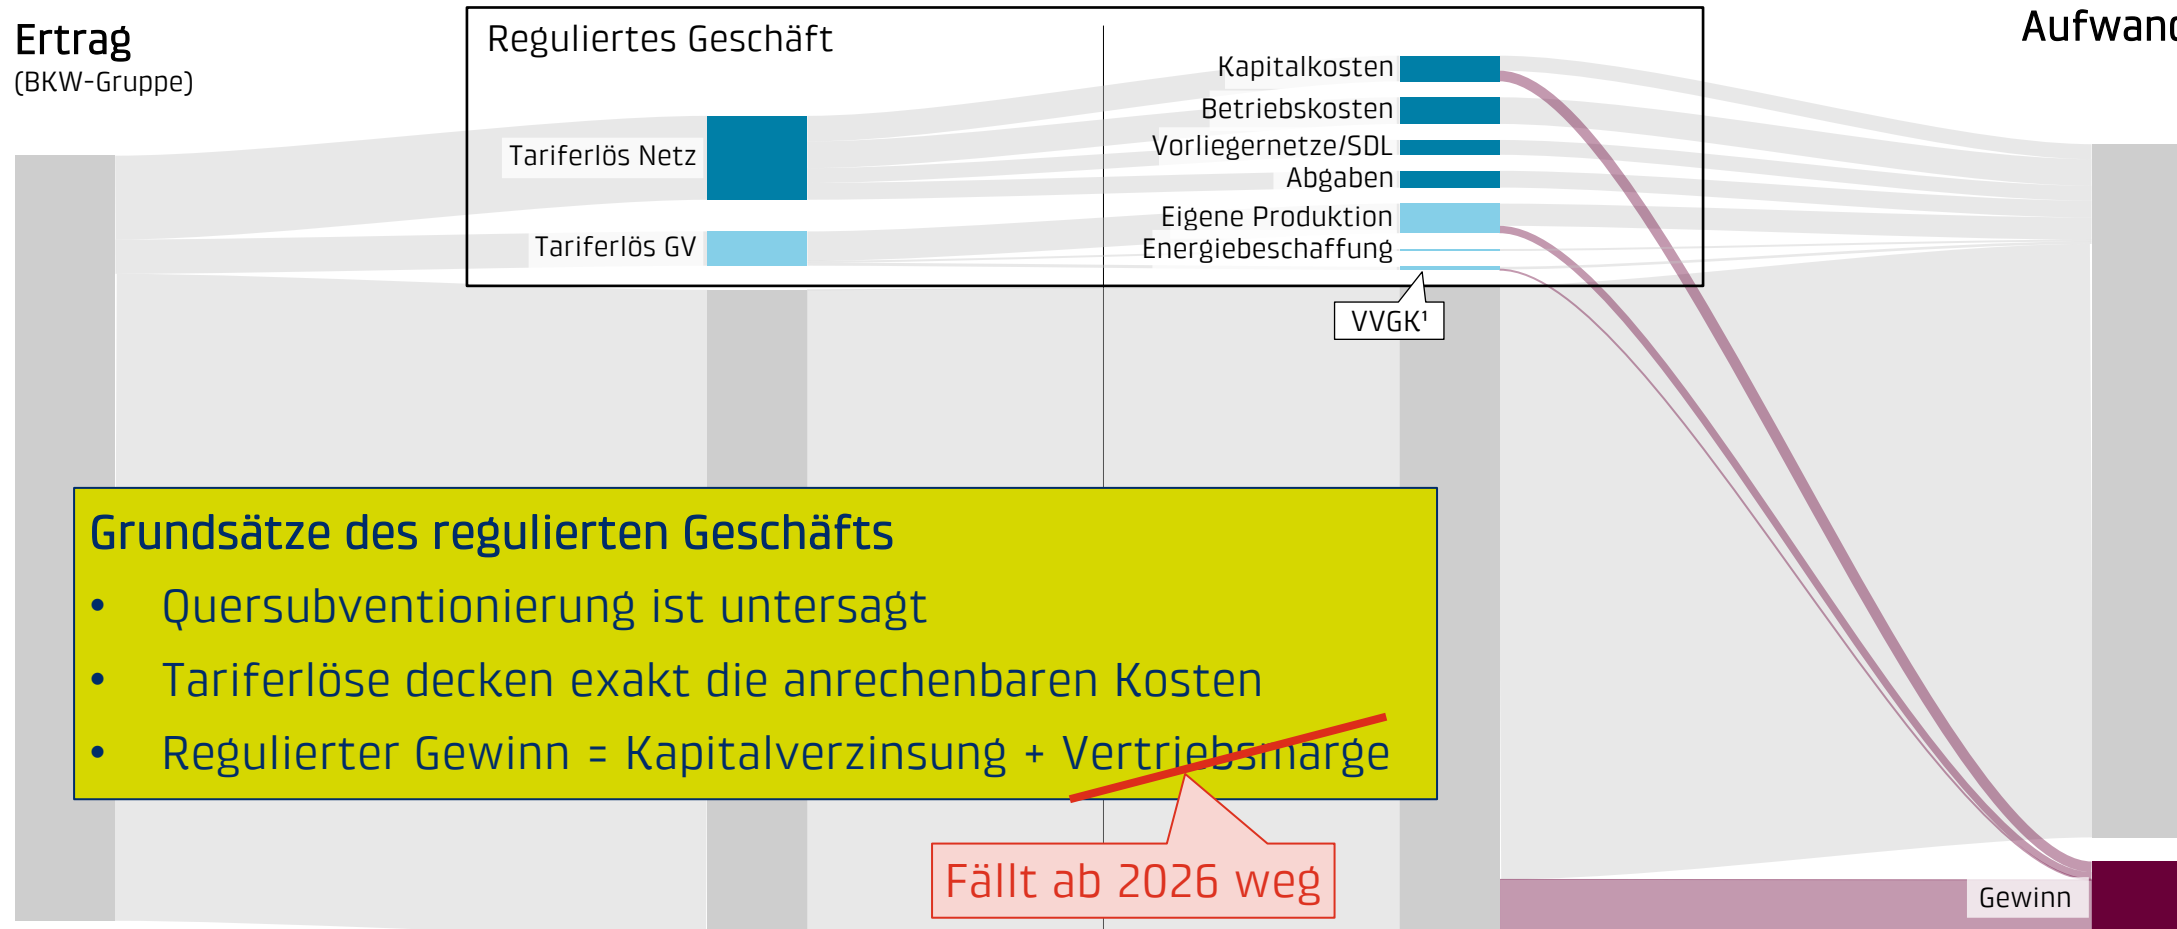 Ertrag
(BKW-Gruppe)
Reguliertes Geschäft
Aufwand
Kapitalkosten
Betriebskosten
Vorliegernetze/SDL
Abgaben
Eigene Produktion
Energiebeschaffung
Tariferlös Netz
Tariferlös GV
VVGK¹
Grundsätze des regulierten Geschäfts
• Quersubventionierung ist untersagt
• Tariferlöse decken exakt die anrechenbaren Kosten
• Regulierter Gewinn = Kapitalverzinsung + Vertriebsmarge
Fällt ab 2026 weg
Gewinn